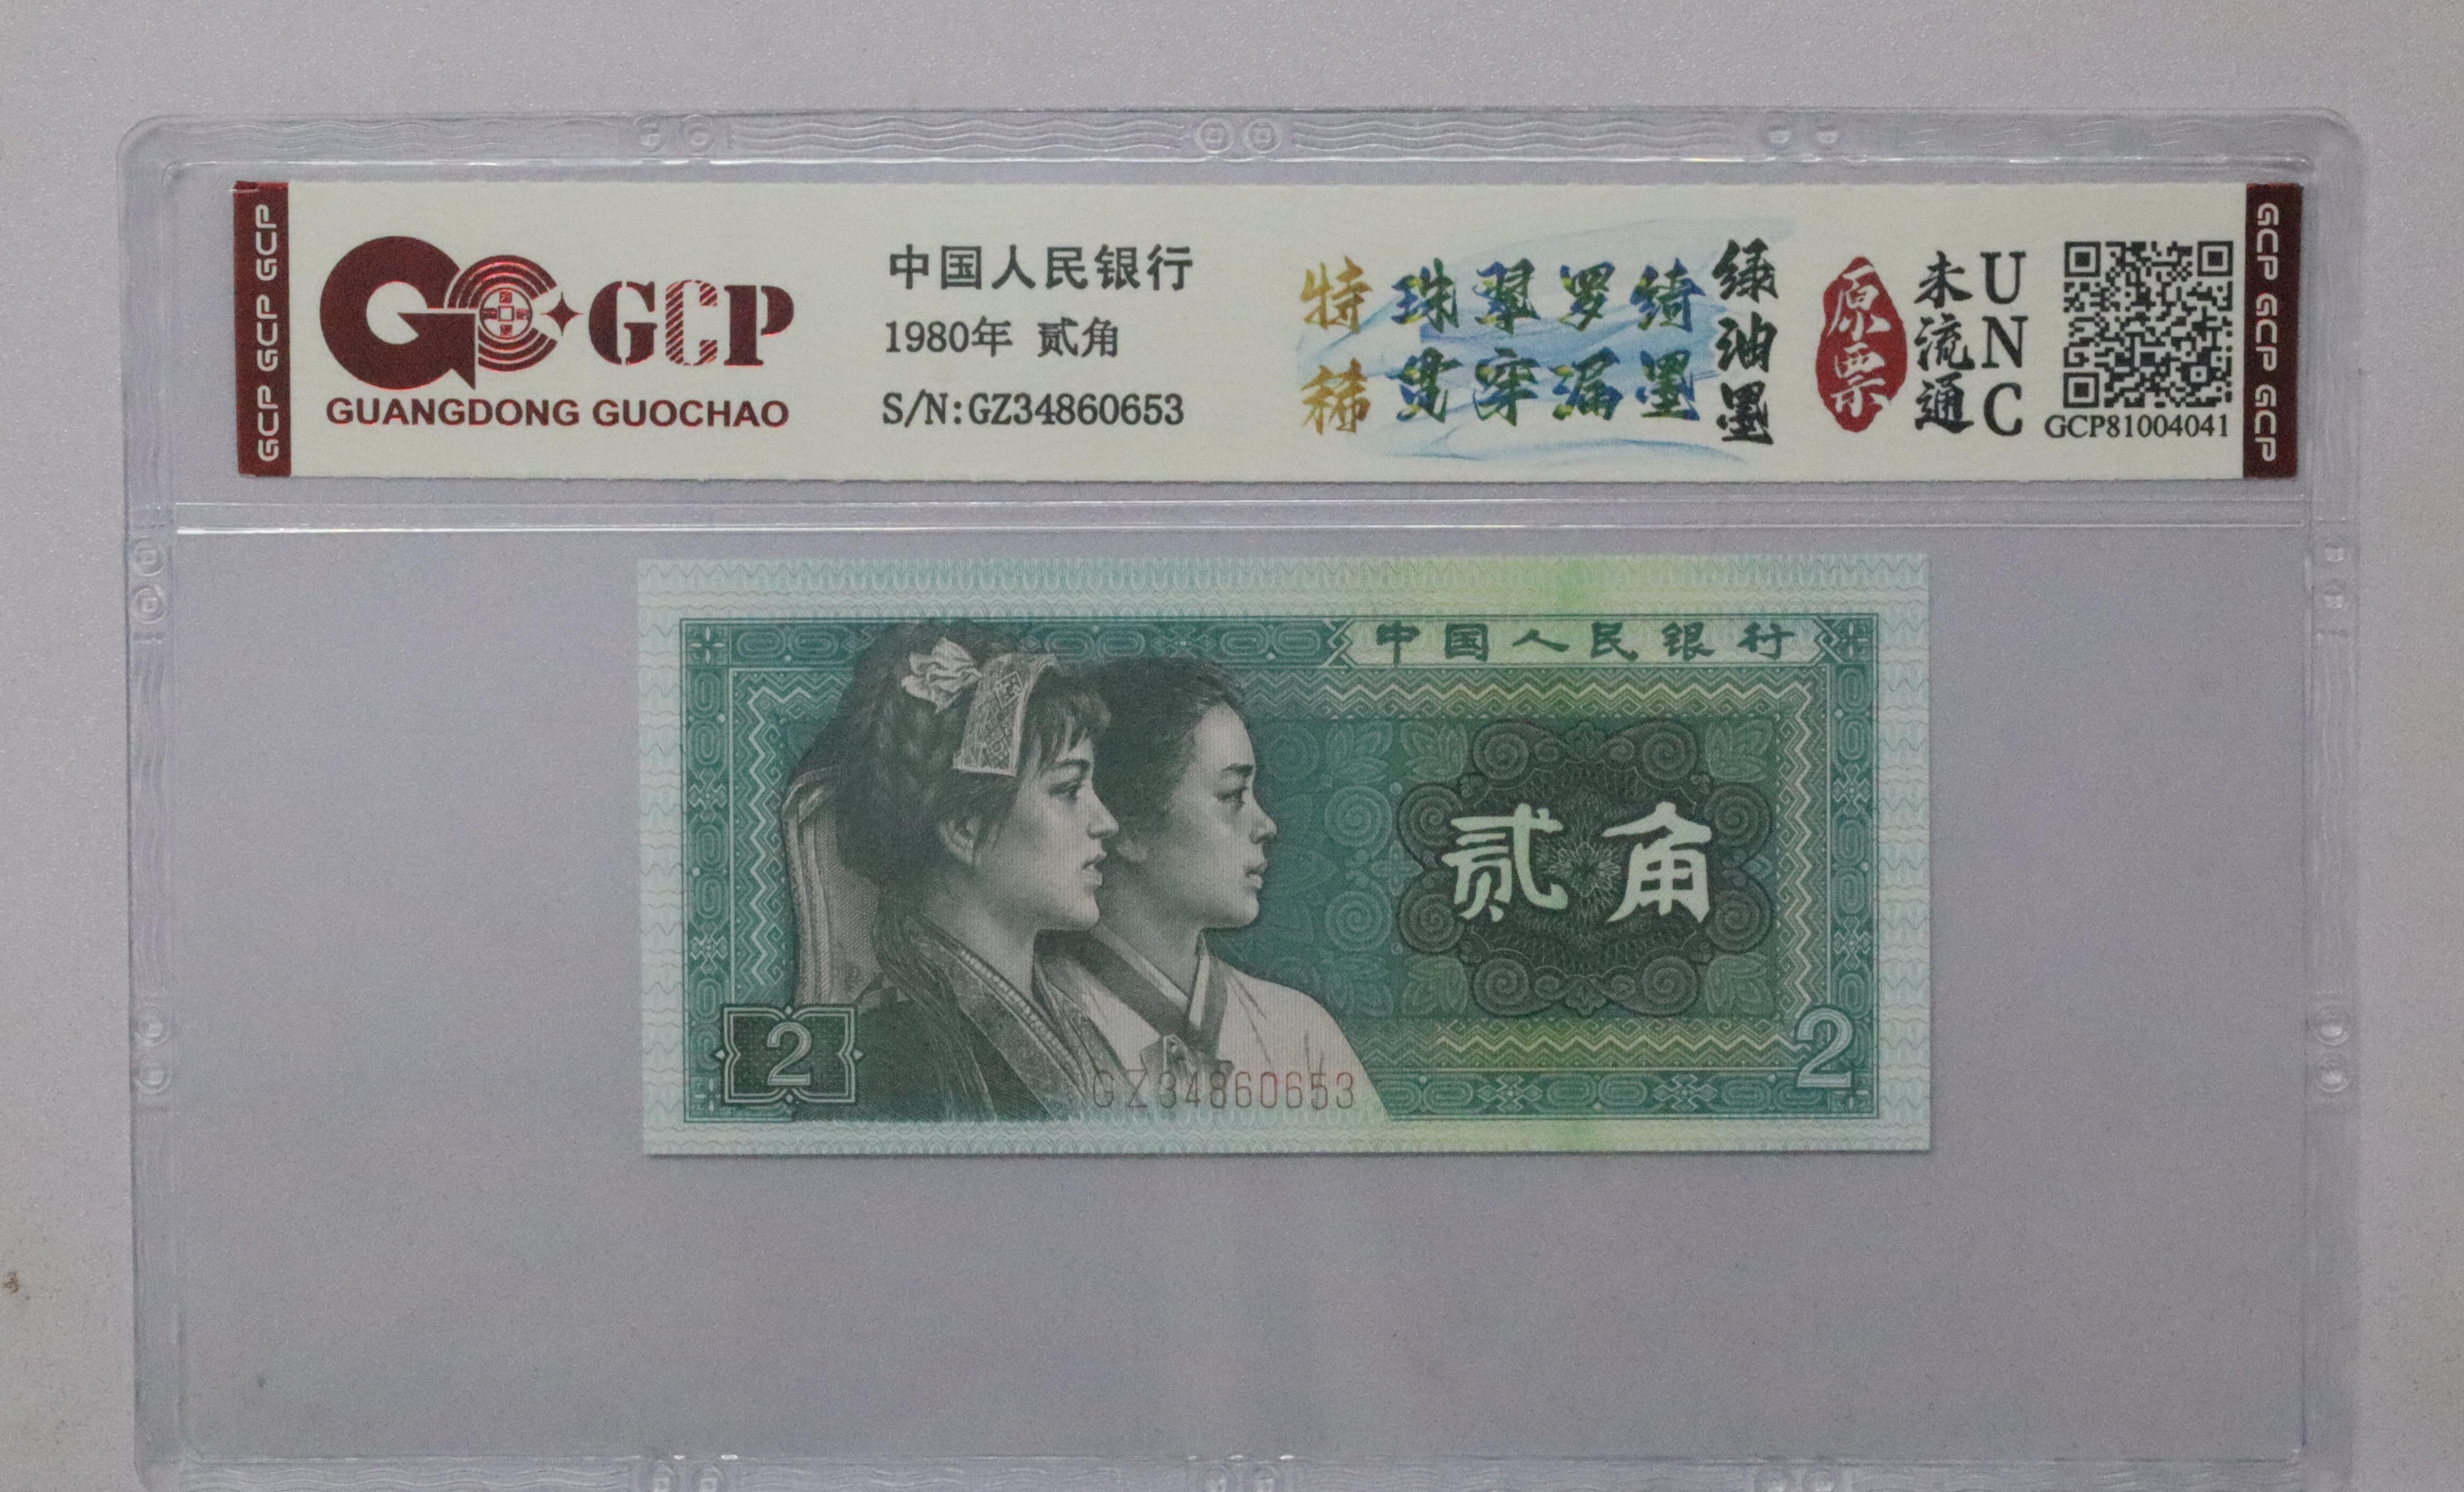 GCP GCP GCP
GCP
GUANGDONG GUOCHAO
中国人民银行
1980年 贰角
S/N:GZ34860653
特稀
珠翠罗绮
贯穿漏墨
绿油墨
原票
未流通
UNC
GCP81004041
GCP GCP GCP
中国人民银行
贰角
2
GZ34860653
2